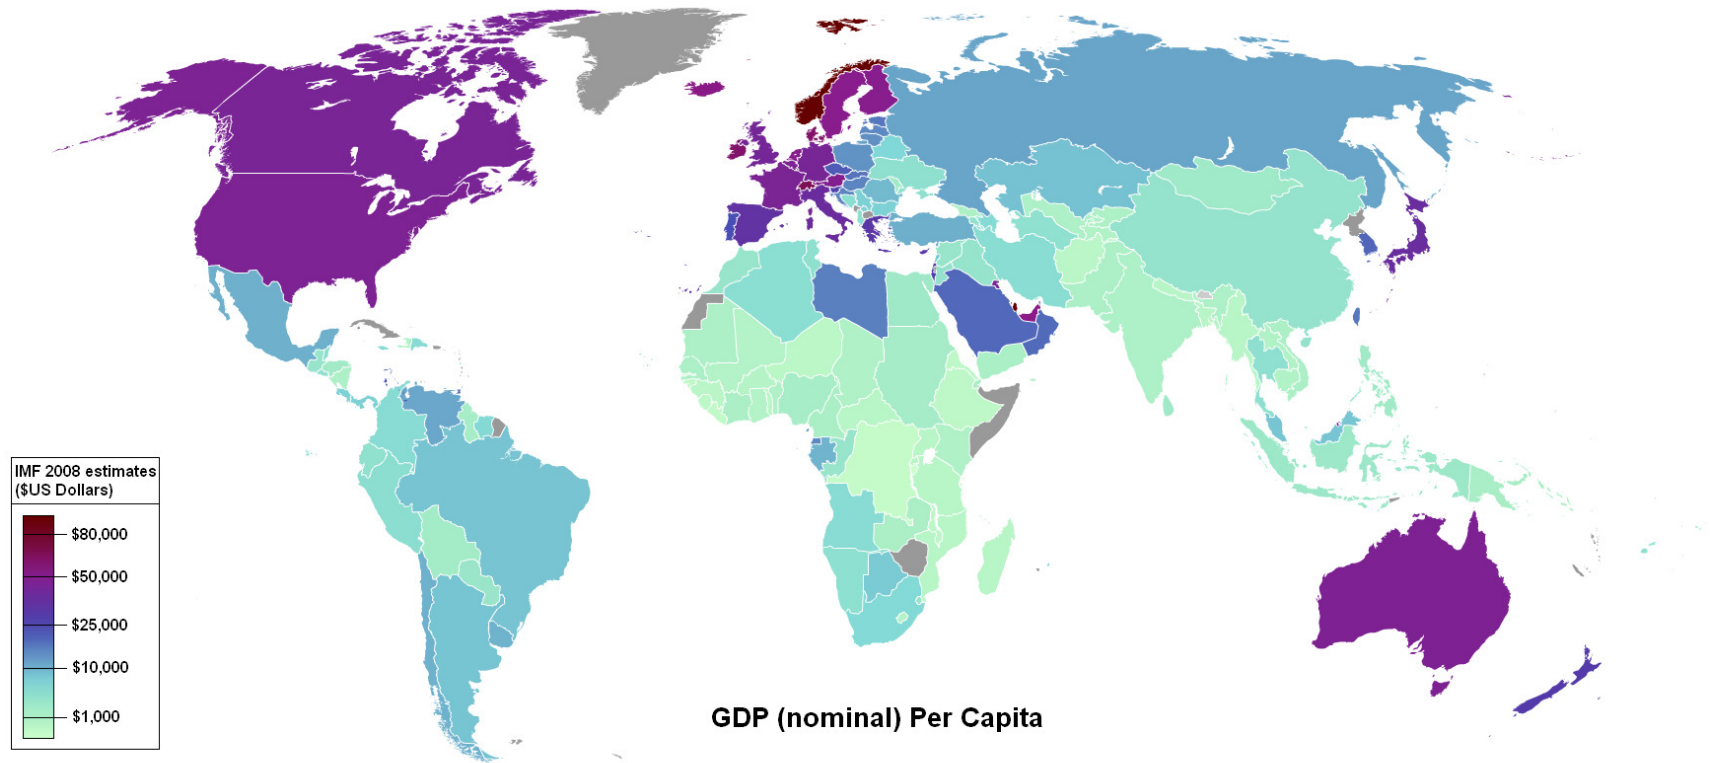 IMF 2008 estimates
($US Dollars)
$80,000
$50,000
$25,000
$10,000
$1,000
GDP (nominal) Per Capita